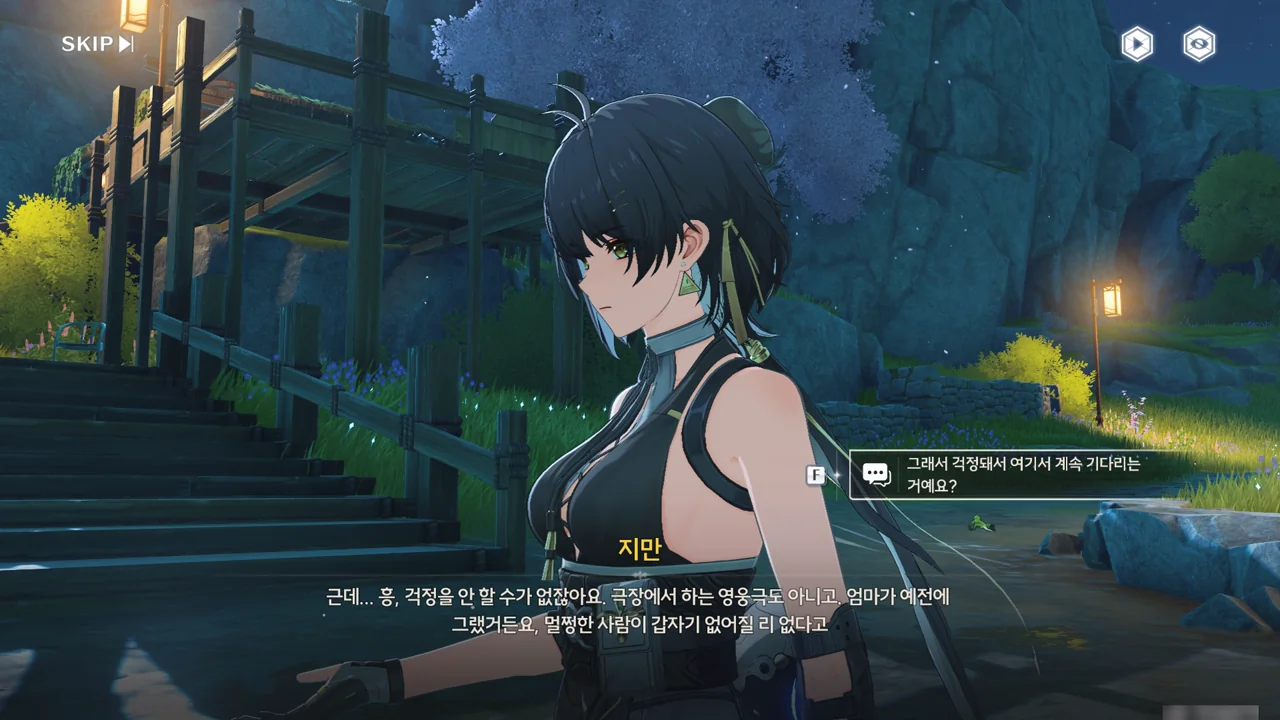 SKIP
F
그래서 걱정돼서 여기서 계속 기다리는
거예요?
지만
근데... 흥, 걱정을 안 할 수가 없잖아요. 극장에서 하는 영웅극도 아니고, 엄마가 예전에
그랬거든요, 멀쩡한 사람이 갑자기 없어질 리 없다고